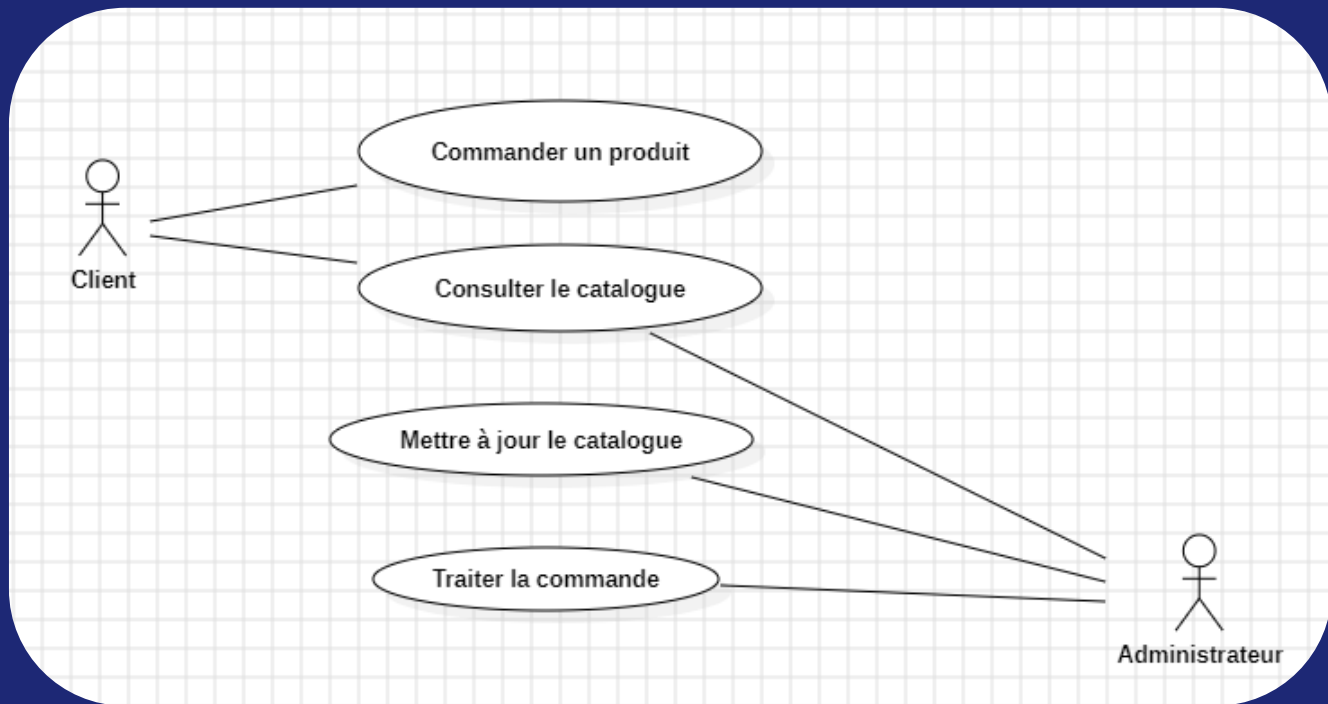 Commander un produit
Client
Consulter le catalogue
Mettre à jour le catalogue
Traiter la commande
Administrateur